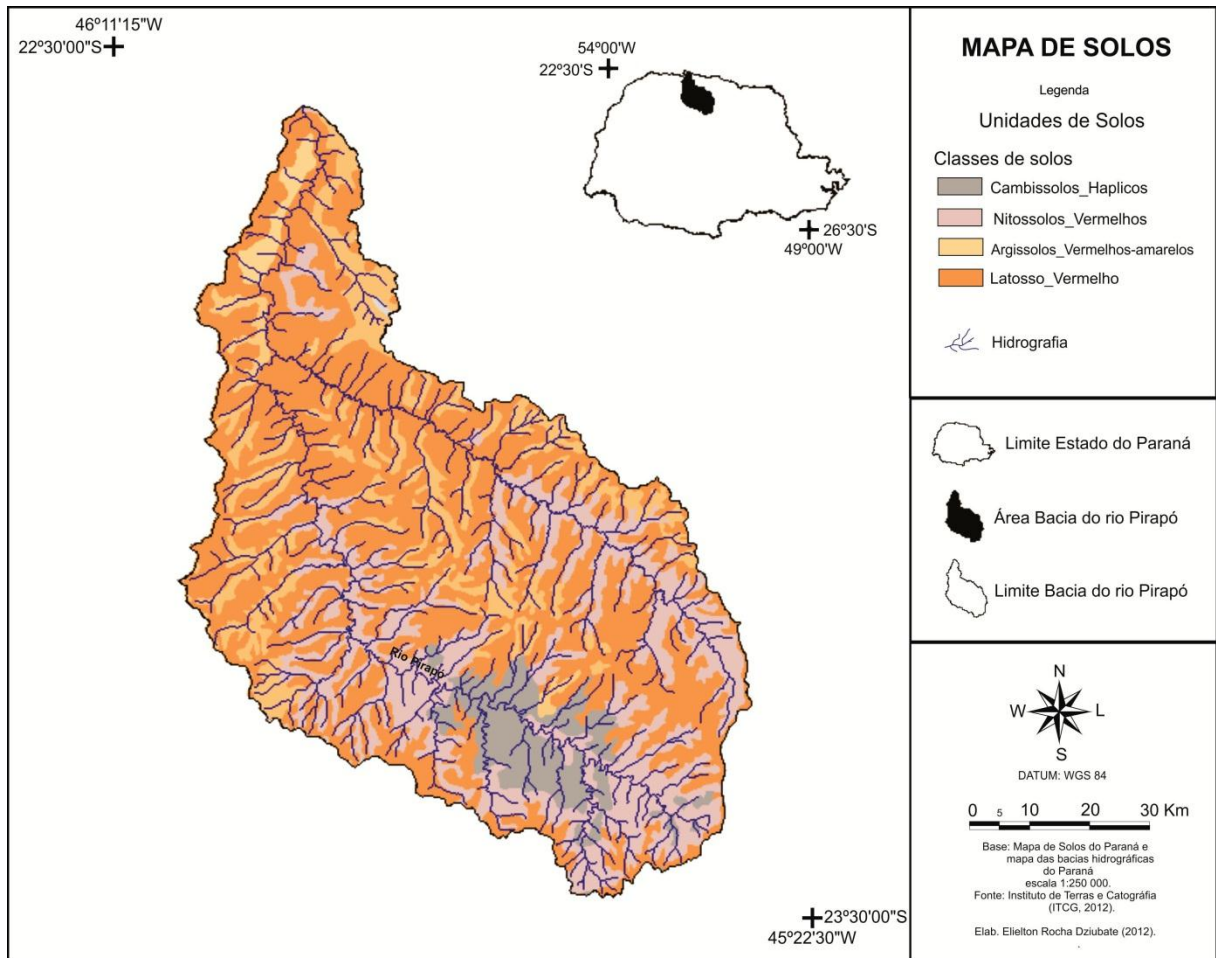 46º11'15"W
22º30'00"S
54º00'W
22º30'S
26º30'S
49º00'W
Rio Pirapó
23º30'00"S
45º22'30"W
MAPA DE SOLOS
Legenda
Unidades de Solos
Classes de solos
Cambissolos_Haplicos
Nitossolos_Vermelhos
Argissolos_Vermelhos-amarelos
Latosso_Vermelho
Hidrografia
Limite Estado do Paraná
Área Bacia do rio Pirapó
Limite Bacia do rio Pirapó
N
W L
S
DATUM: WGS 84
0 5 10 20 30 Km
Base: Mapa de Solos do Paraná e
mapa das bacias hidrográficas
do Paraná
escala 1:250 000.
Fonte: Instituto de Terras e Catográfia
(ITCG, 2012).
Elab. Elielton Rocha Dziubate (2012).
.